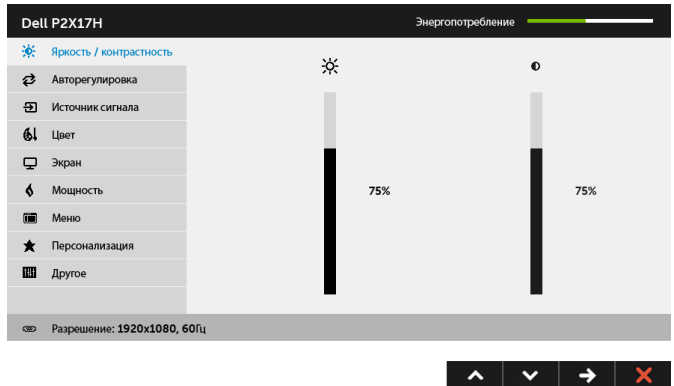 Dell P2X17H
Энергопотребление
Яркость / контрастность
Авторегулировка
Источник сигнала
Цвет
Экран
Мощность
Меню
Персонализация
Другое
75%
75%
Разрешение: 1920x1080, 60Гц